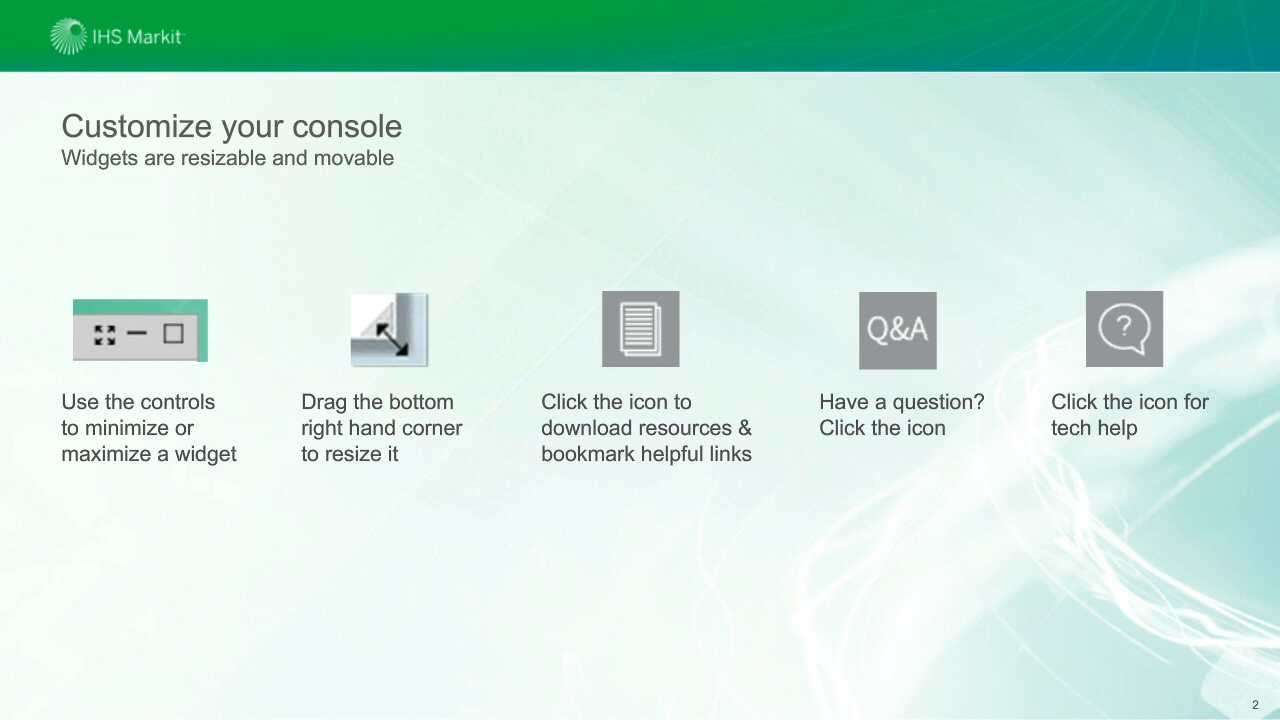 IHS Markit
Customize your console
Widgets are resizable and movable
Use the controls
to minimize or
maximize a widget
Drag the bottom
right hand corner
to resize it
Click the icon to
download resources &
bookmark helpful links
Q&A
Have a question?
Click the icon
?
Click the icon for
tech help
2